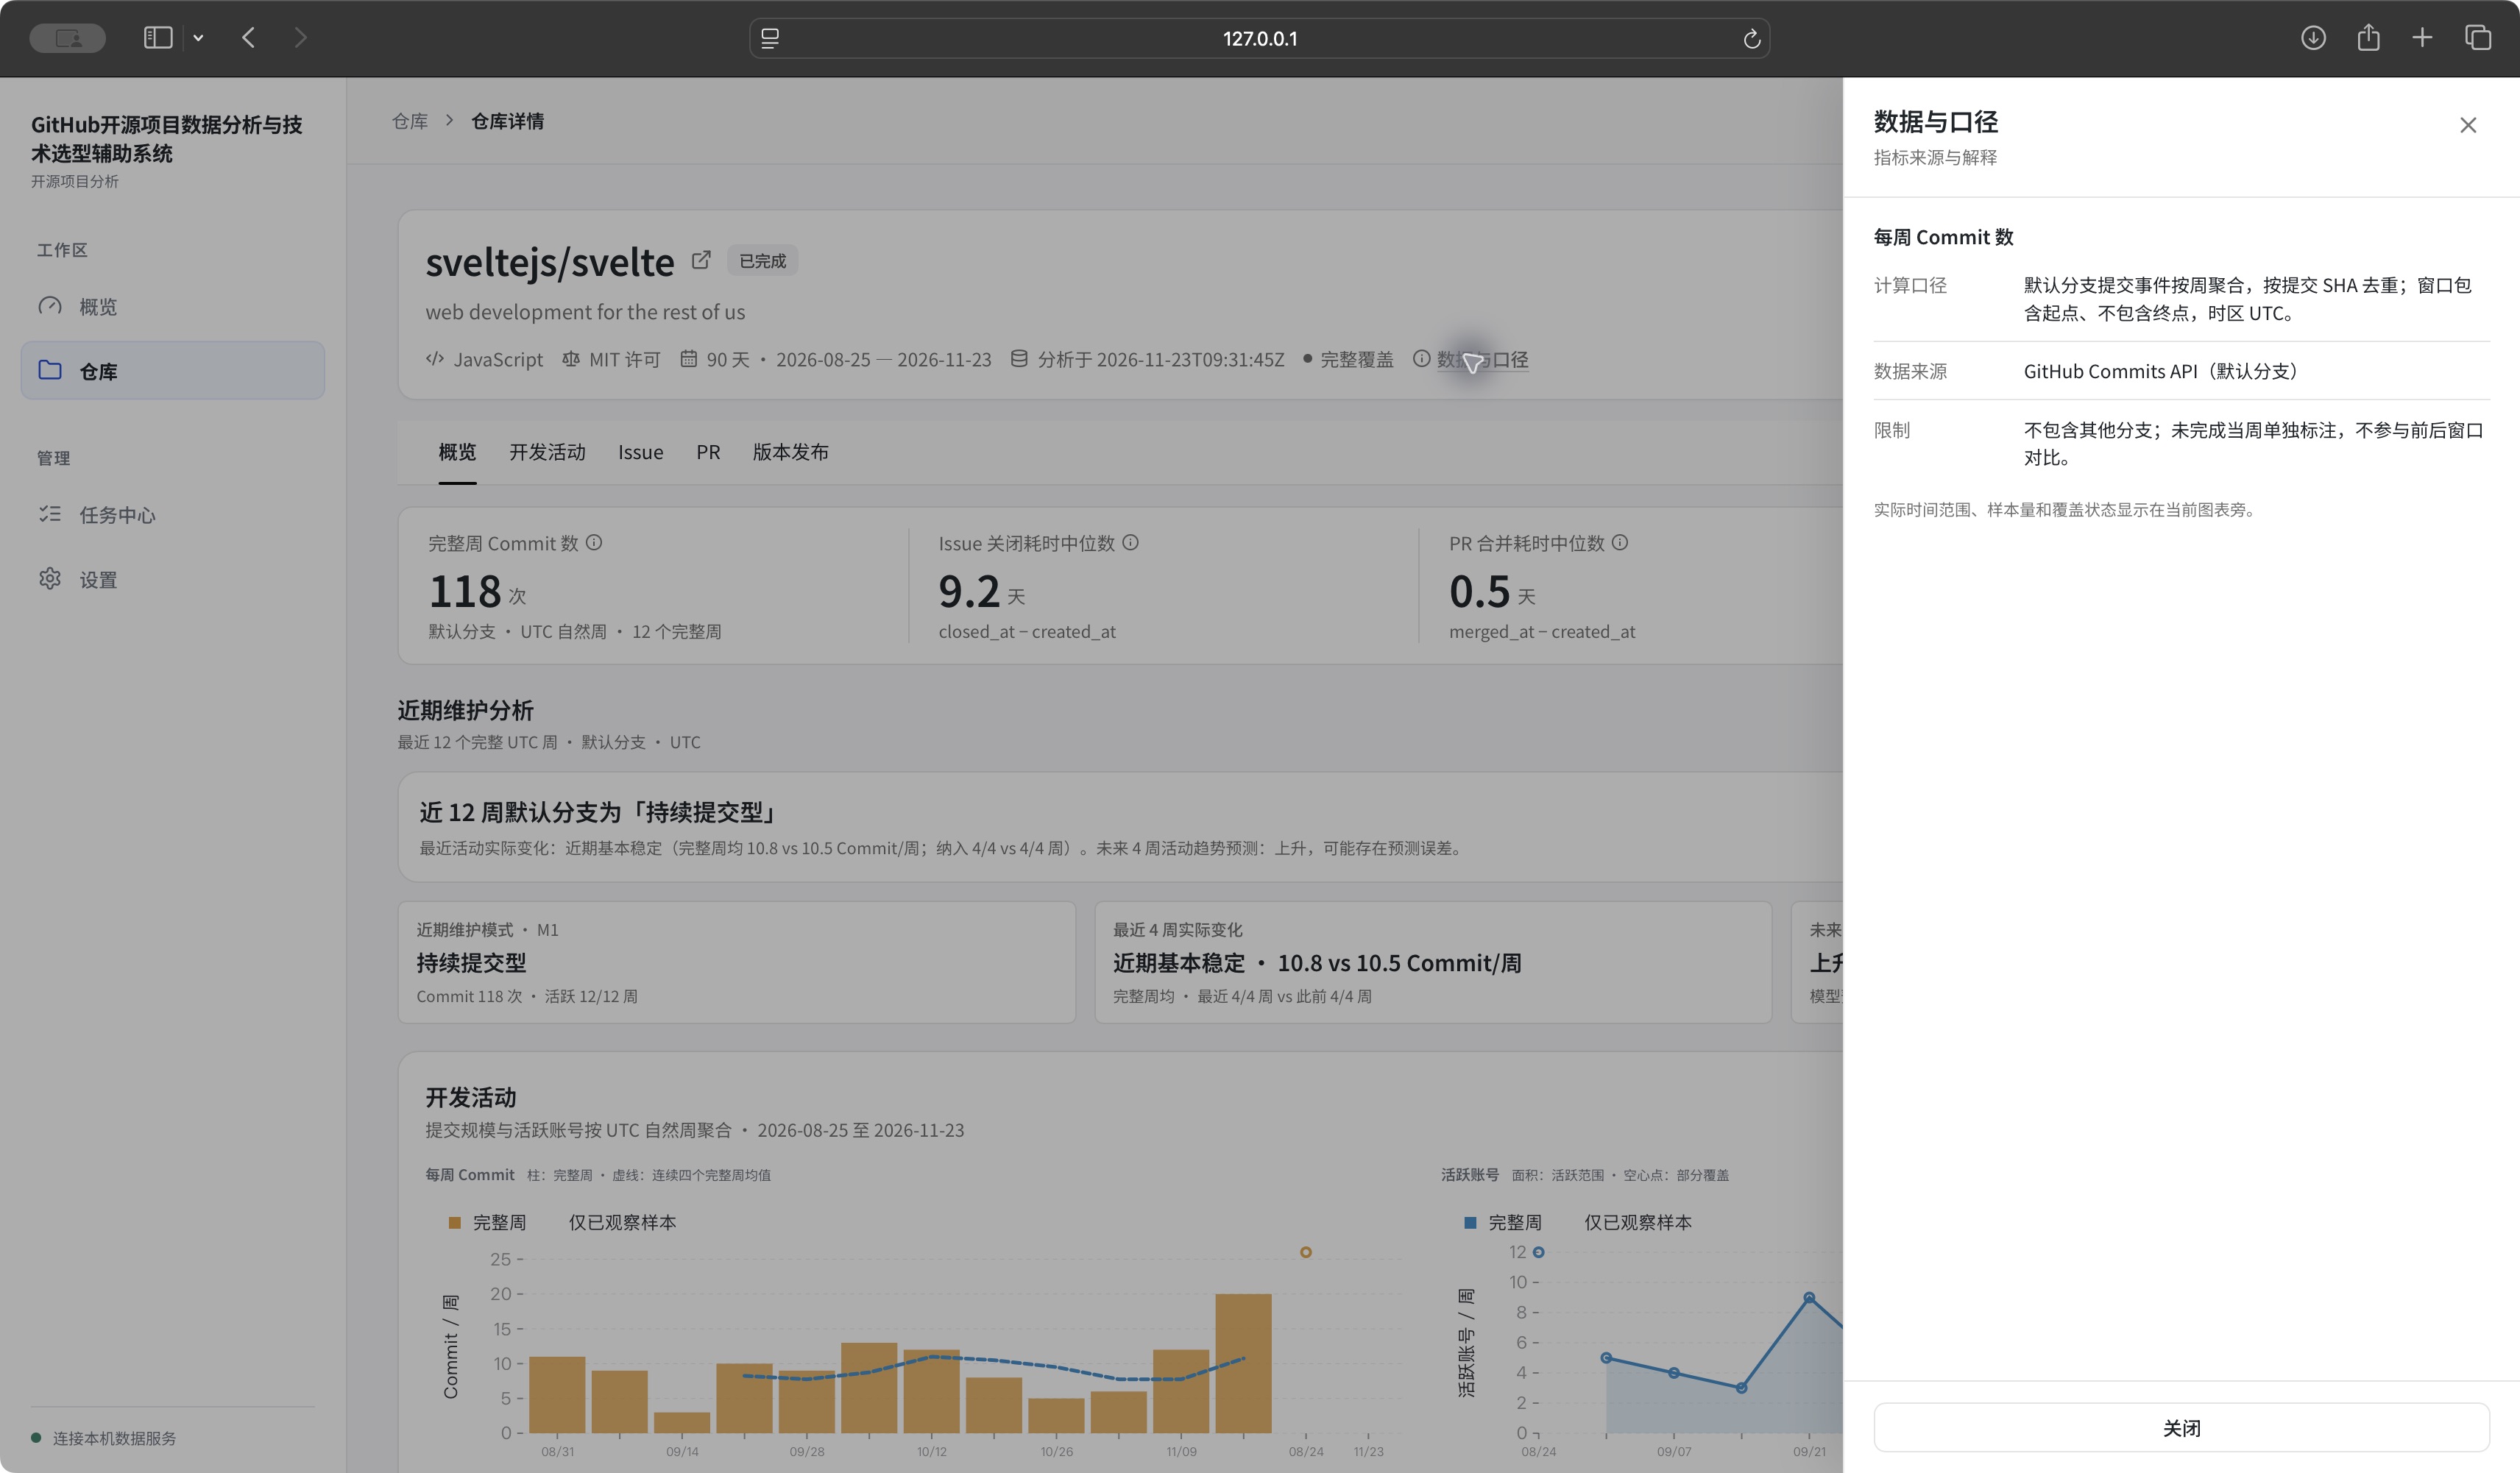 127.0.0.1
GitHub开源项目数据分析与技
术选型辅助系统
开源项目分析
工作区
概览
仓库
管理
任务中心
设置
连接本机数据服务
仓库 > 仓库详情
sveltejs/svelte 已完成
web development for the rest of us
JavaScript MIT 许可 90 天 · 2026-08-25 — 2026-11-23 分析于 2026-11-23T09:31:45Z 完整覆盖 数据与口径
概览 开发活动 Issue PR 版本发布
完整周 Commit 数
118 次
默认分支 · UTC 自然周 · 12 个完整周
Issue 关闭耗时中位数
9.2 天
closed_at − created_at
PR 合并耗时中位数
0.5 天
merged_at − created_at
近期维护分析
最近 12 个完整 UTC 周 · 默认分支 · UTC
近 12 周默认分支为「持续提交型」
最近活动实际变化：近期基本稳定（完整周均 10.8 vs 10.5 Commit/周；纳入 4/4 vs 4/4 周）。未来 4 周活动趋势预测：上升，可能存在预测误差。
近期维护模式 · M1
持续提交型
Commit 118 次 · 活跃 12/12 周
最近 4 周实际变化
近期基本稳定 · 10.8 vs 10.5 Commit/周
完整周均 · 最近 4/4 周 vs 此前 4/4 周
未来
上升
模型
开发活动
提交规模与活跃账号按 UTC 自然周聚合 · 2026-08-25 至 2026-11-23
每周 Commit 柱：完整周 · 虚线：连续四个完整周均值
完整周 仅已观察样本
Commit / 周
25
20
15
10
5
0
08/31 09/14 09/28 10/12 10/26 11/09 08/24 11/23
活跃账号 面积：活跃范围 · 空心点：部分覆盖
完整周 仅已观察样本
活跃账号 / 周
12
10
8
6
4
2
0
08/24 09/07 09/21
数据与口径
指标来源与解释
每周 Commit 数
计算口径 默认分支提交事件按周聚合，按提交 SHA 去重；窗口包
含起点、不包含终点，时区 UTC。
数据来源 GitHub Commits API（默认分支）
限制 不包含其他分支；未完成当周单独标注，不参与前后窗口
对比。
实际时间范围、样本量和覆盖状态显示在当前图表旁。
关闭